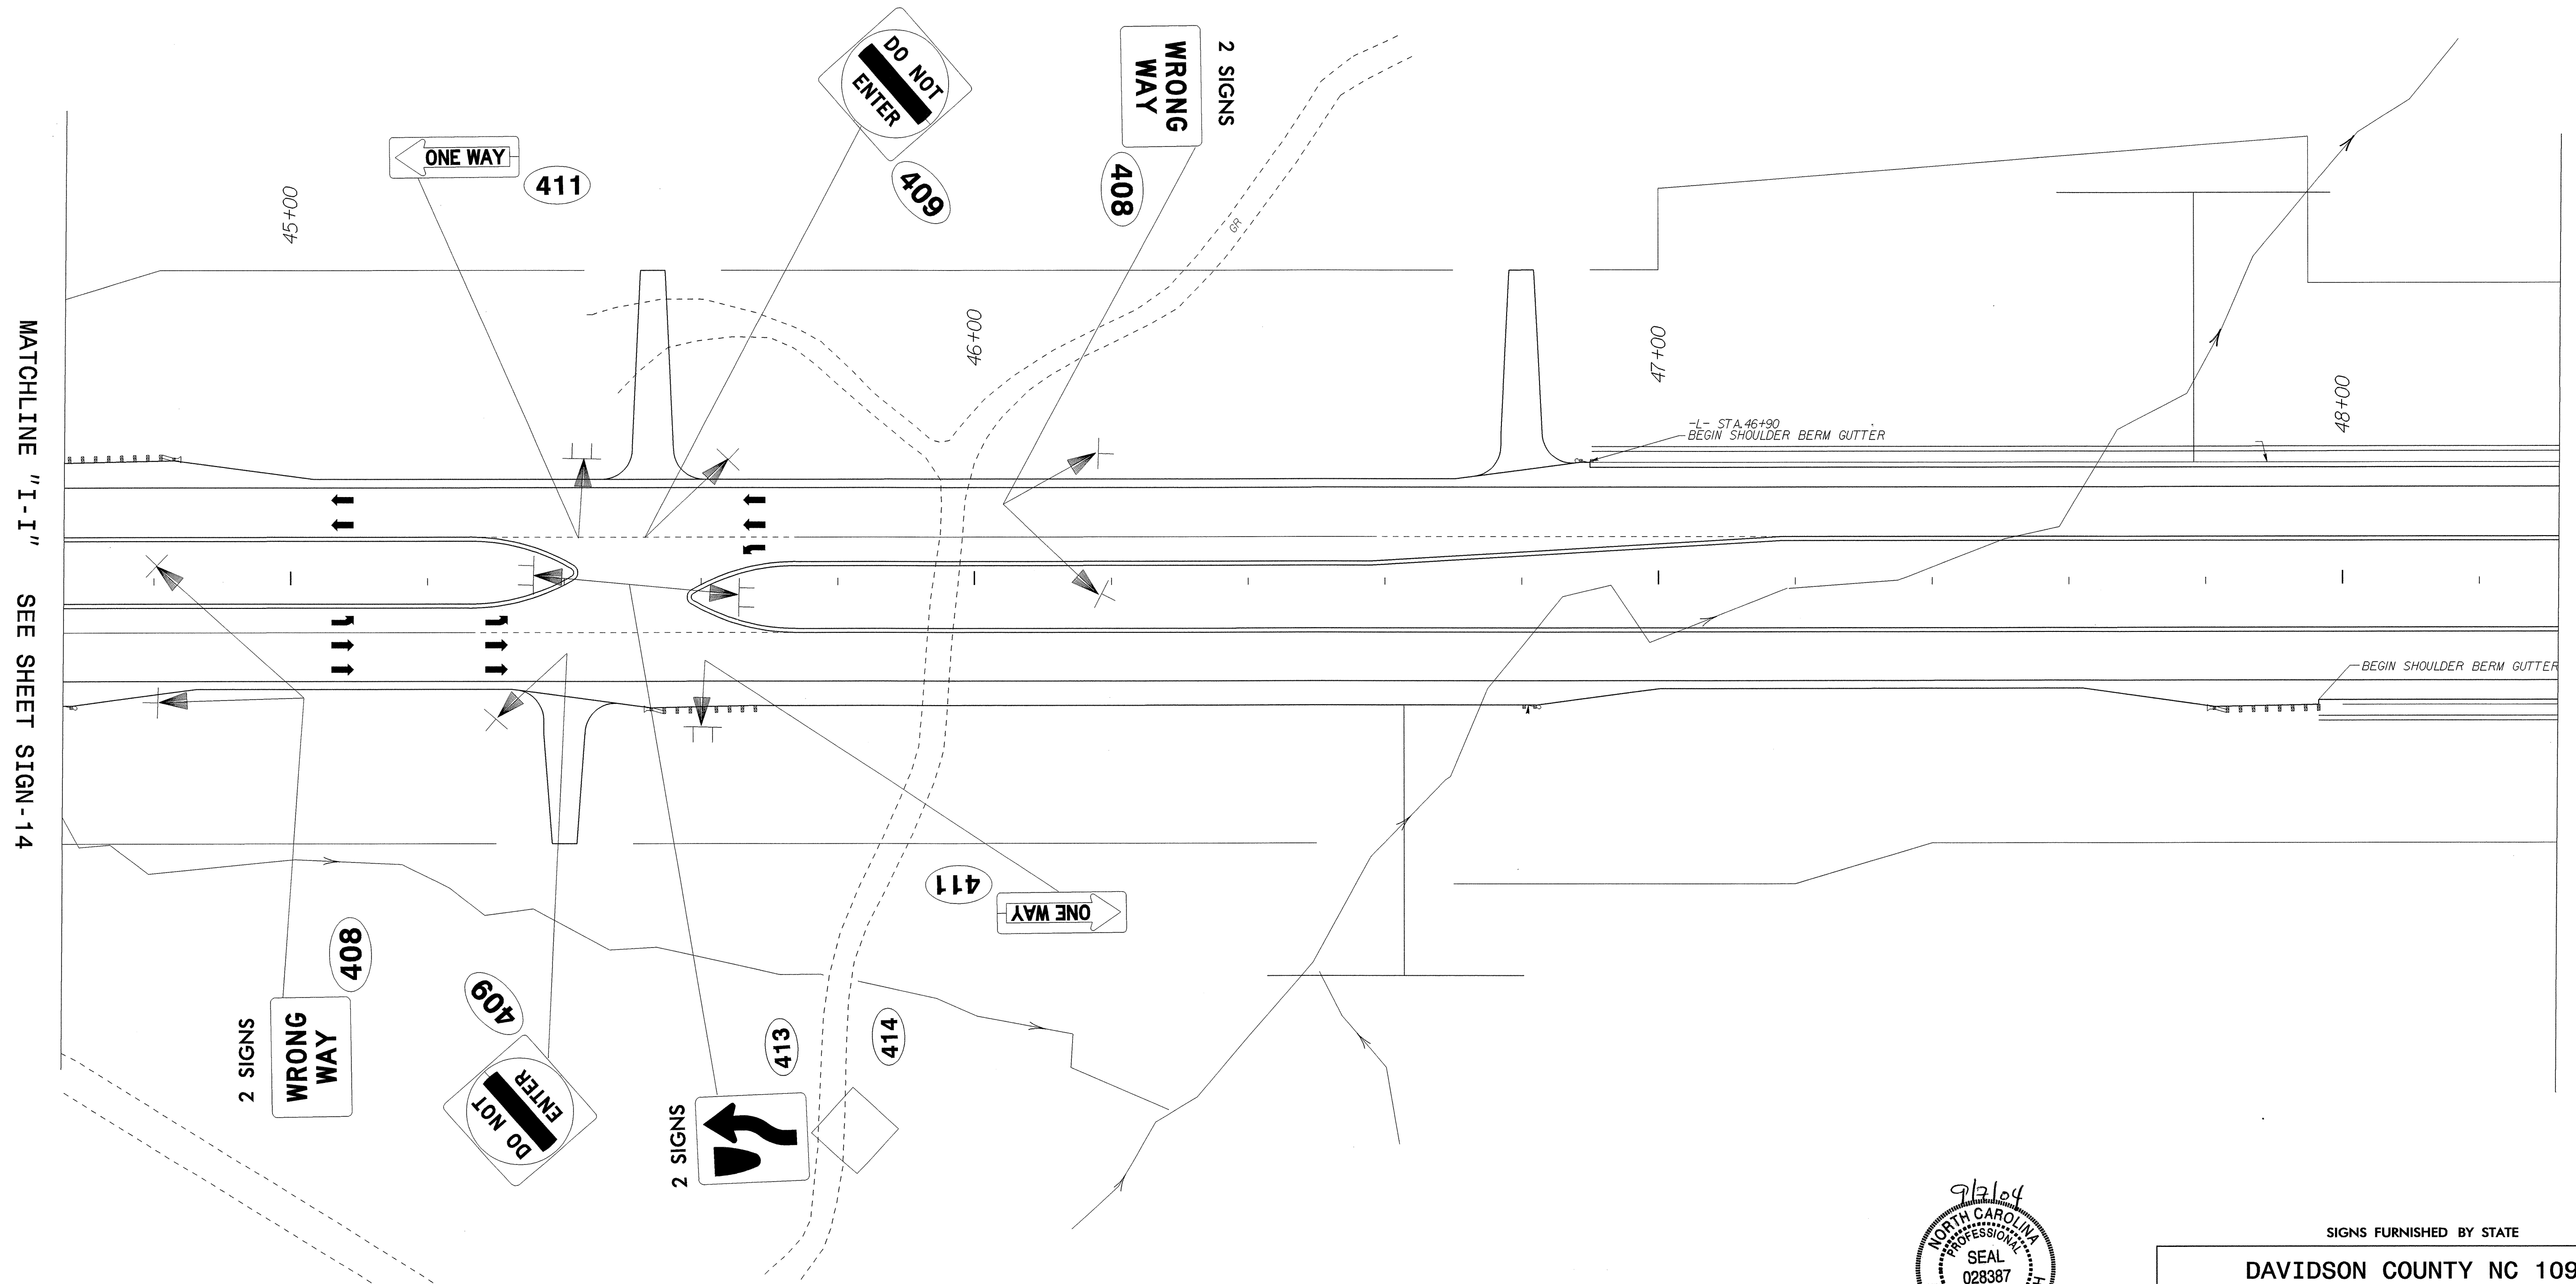 2 SIGNS
WRONG
WAY
408
DO NOT
ENTER
409
ONE WAY
411
45+00
46+00
47+00
48+00
GR
-L- STA.46+90
BEGIN SHOULDER BERM GUTTER
MATCHLINE "I-I" SEE SHEET SIGN-14
BEGIN SHOULDER BERM GUTTER
411
ONE WAY
408
2 SIGNS
WRONG
WAY
409
DO NOT
ENTER
413
414
2 SIGNS
9/7/04
NORTH CAROLINA
PROFESSIONAL
SEAL
028387
SIGNS FURNISHED BY STATE
DAVIDSON COUNTY NC 109